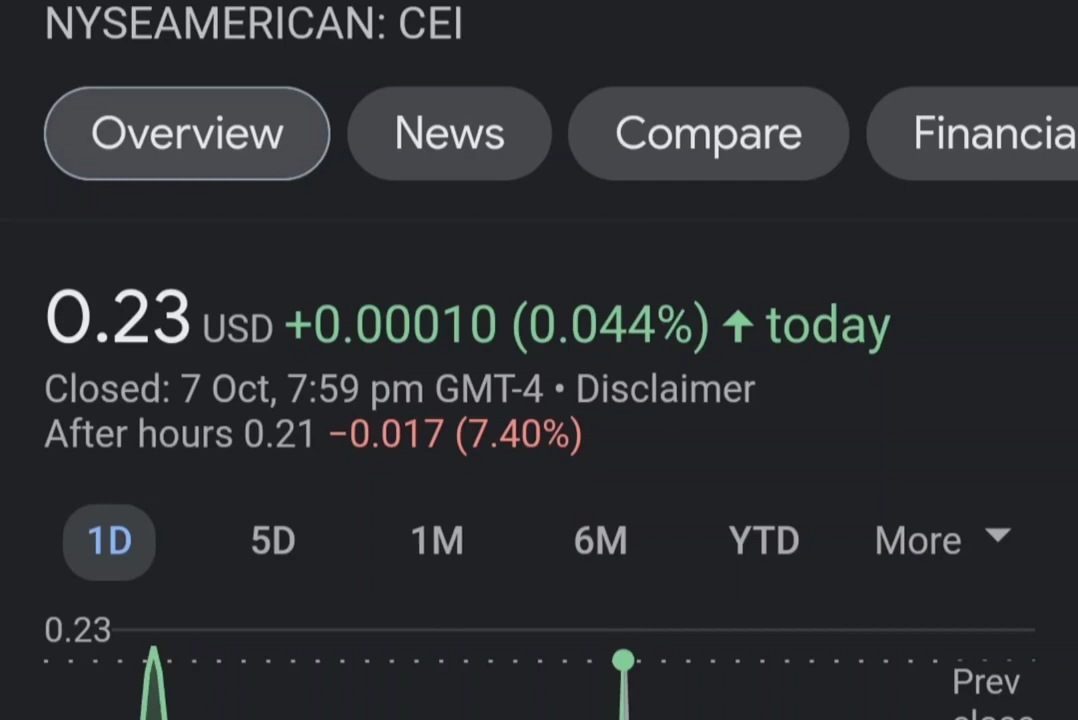 NYSEAMERICAN: CEI
Overview News Compare Financia
0.23 USD +0.00010 (0.044%) ↑ today
Closed: 7 Oct, 7:59 pm GMT-4 • Disclaimer
After hours 0.21 −0.017 (7.40%)
1D 5D 1M 6M YTD More
0.23
Prev
close